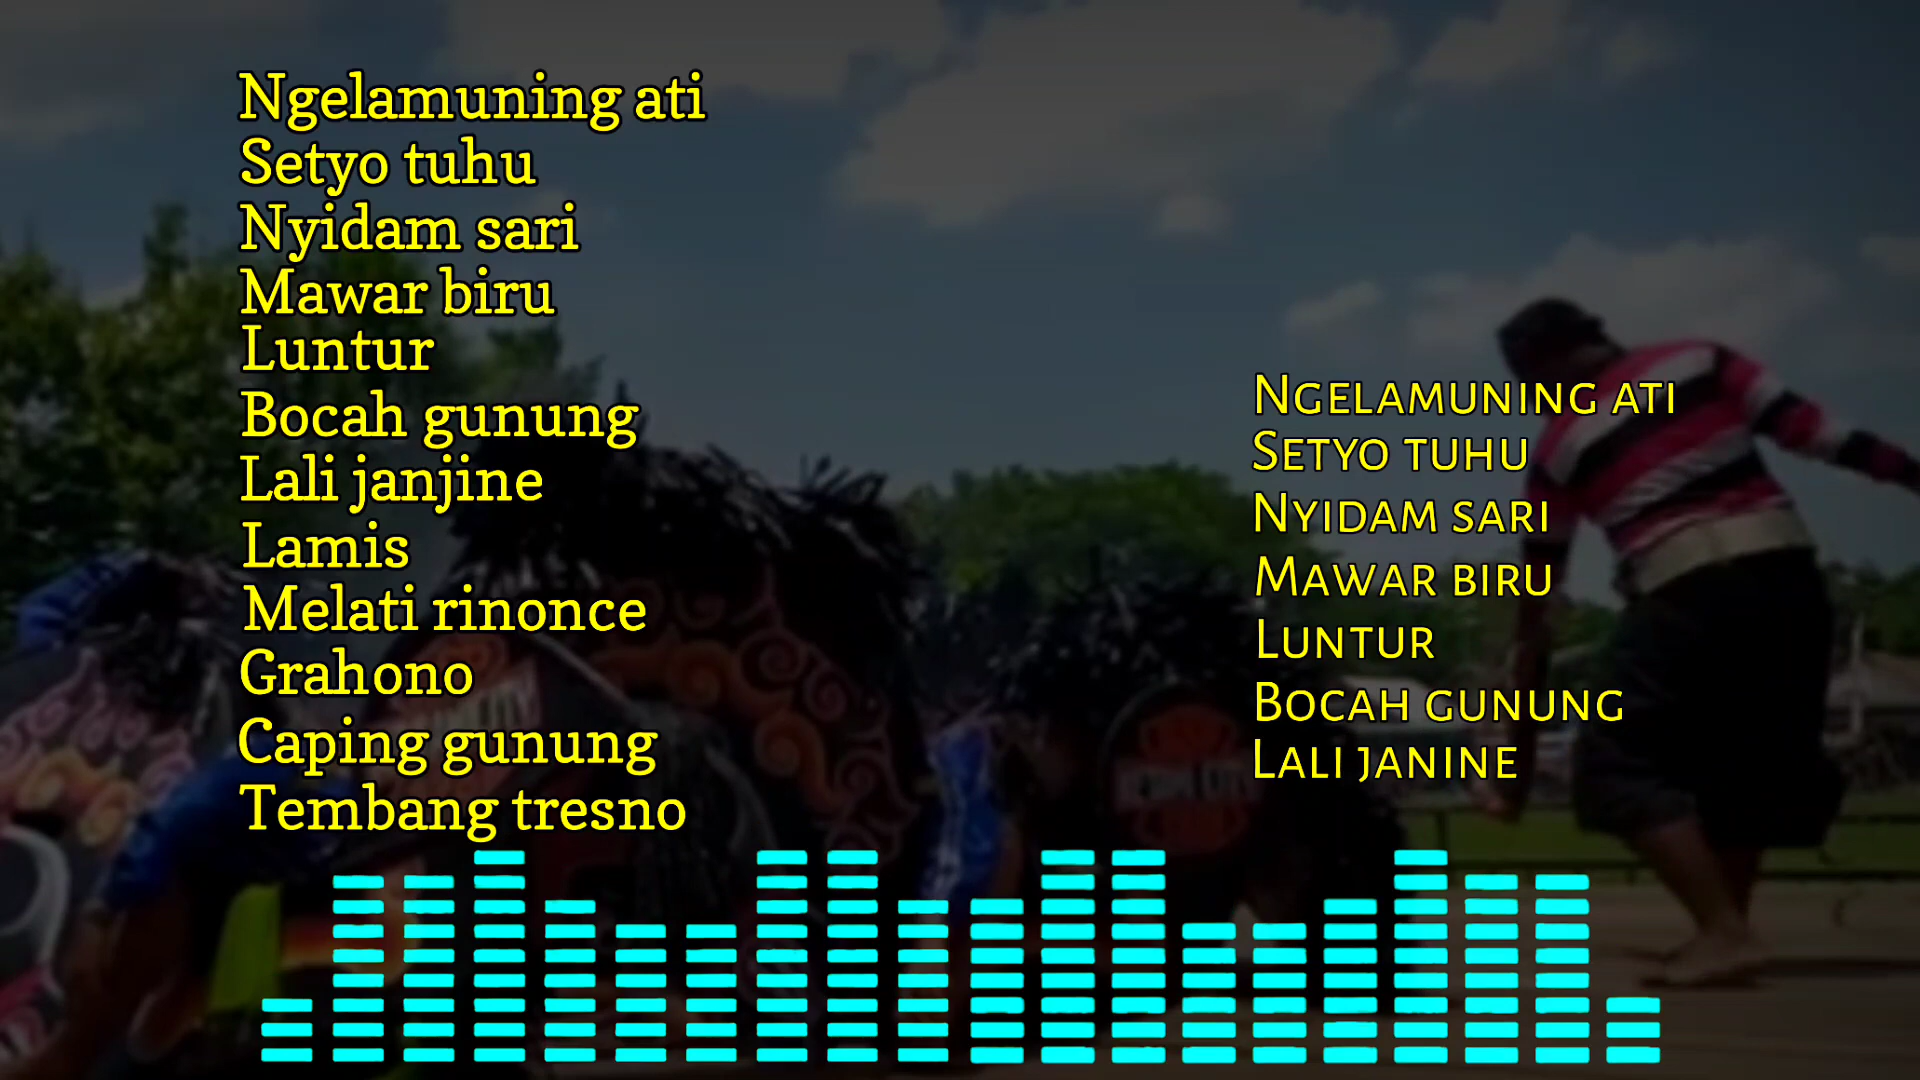 Ngelamuning ati
Setyo tuhu
Nyidam sari
Mawar biru
Luntur
Bocah gunung
Lali janjine
Lamis
Melati rinonce
Grahono
Caping gunung
Tembang tresno
Ngelamuning ati
Setyo tuhu
Nyidam sari
Mawar biru
Luntur
Bocah gunung
Lali janine